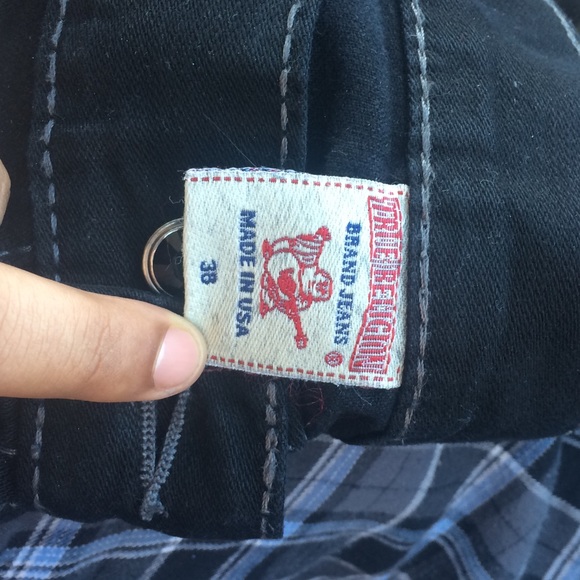 TRUE RELIGION
BRAND JEANS
®
MADE IN USA
38